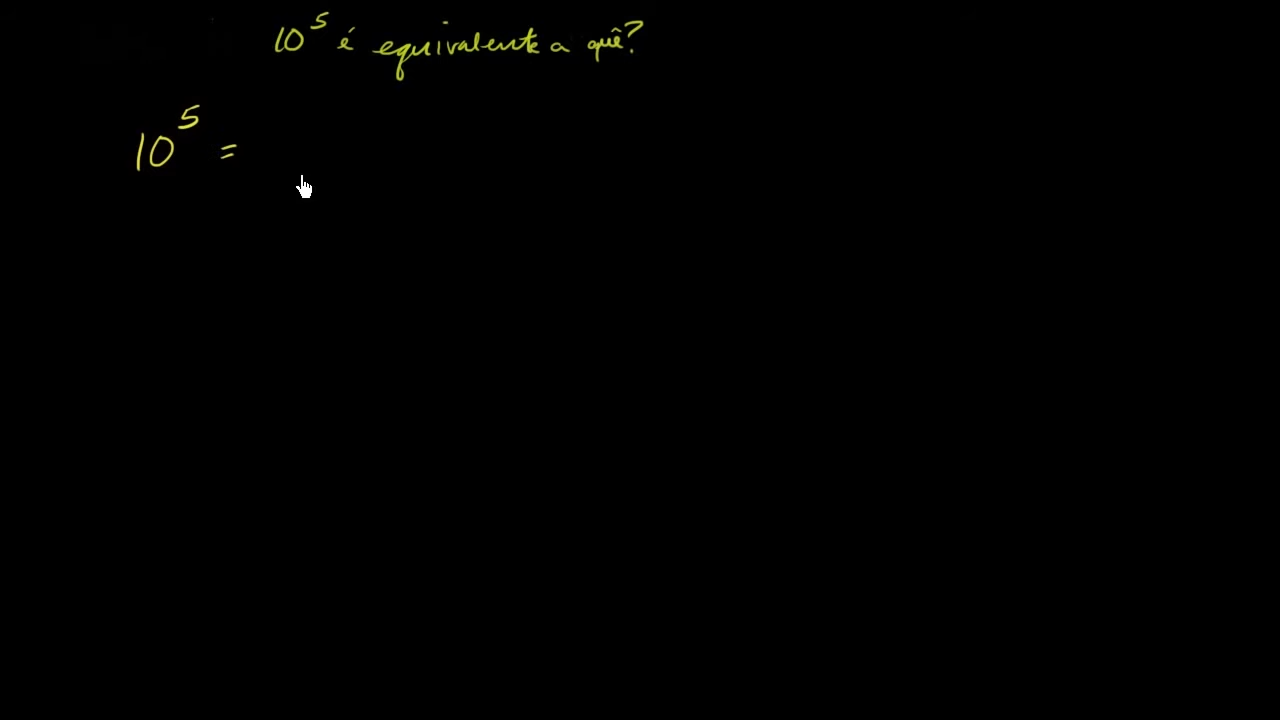 10⁵ é equivalente a quê?
10⁵ =